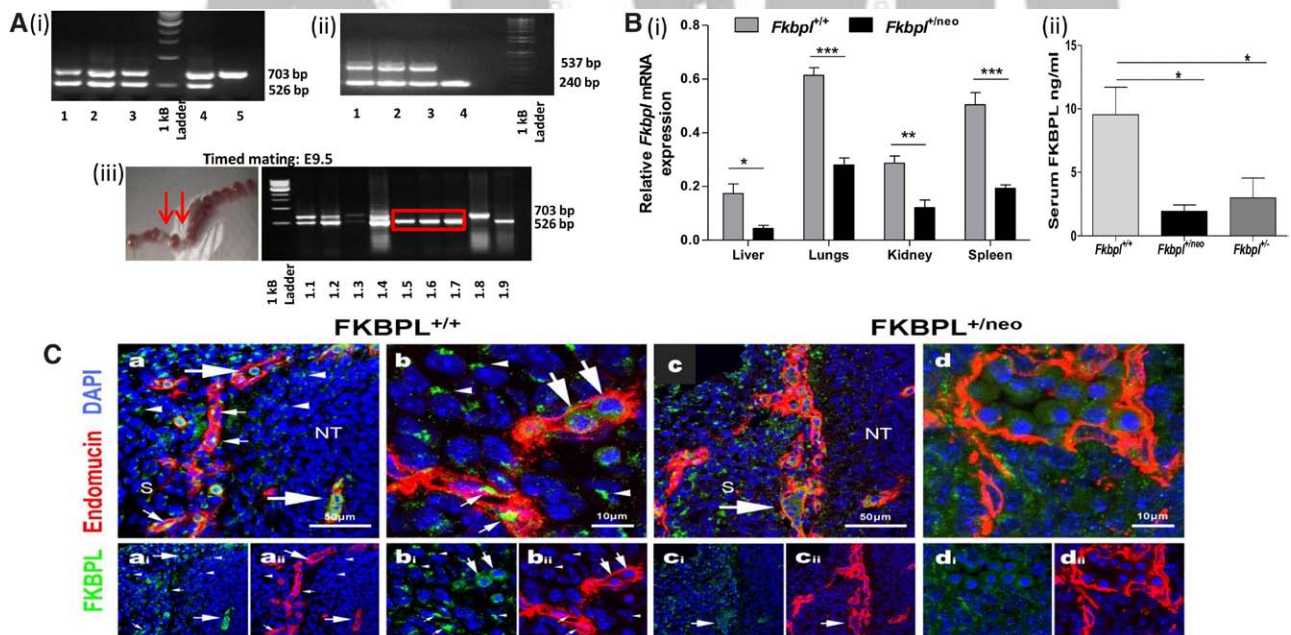 A (i)
703 bp
526 bp
1 2 3 1 kB Ladder 4 5
(ii)
537 bp
240 bp
1 2 3 4 1 kB Ladder
(iii)
Timed mating: E9.5
703 bp
526 bp
1 kB Ladder 1.1 1.2 1.3 1.4 1.5 1.6 1.7 1.8 1.9
B (i)
Fkbpl+/+ Fkbpl+/neo
Relative Fkbpl mRNA expression
0.6
0.4
0.2
0.0
* *** ** ***
Liver Lungs Kidney Spleen
(ii)
Serum FKBPL ng/ml
15
10
5
0
*
*
Fkbpl+/+ Fkbpl+/neo Fkbpl+/-
C
FKBPL+/+ FKBPL+/neo
FKBPL Endomucin DAPI
a
NT
S
50µm
b
10µm
c
NT
S
50µm
d
10µm
ai
aii
bi
bii
ci
cii
di
dii